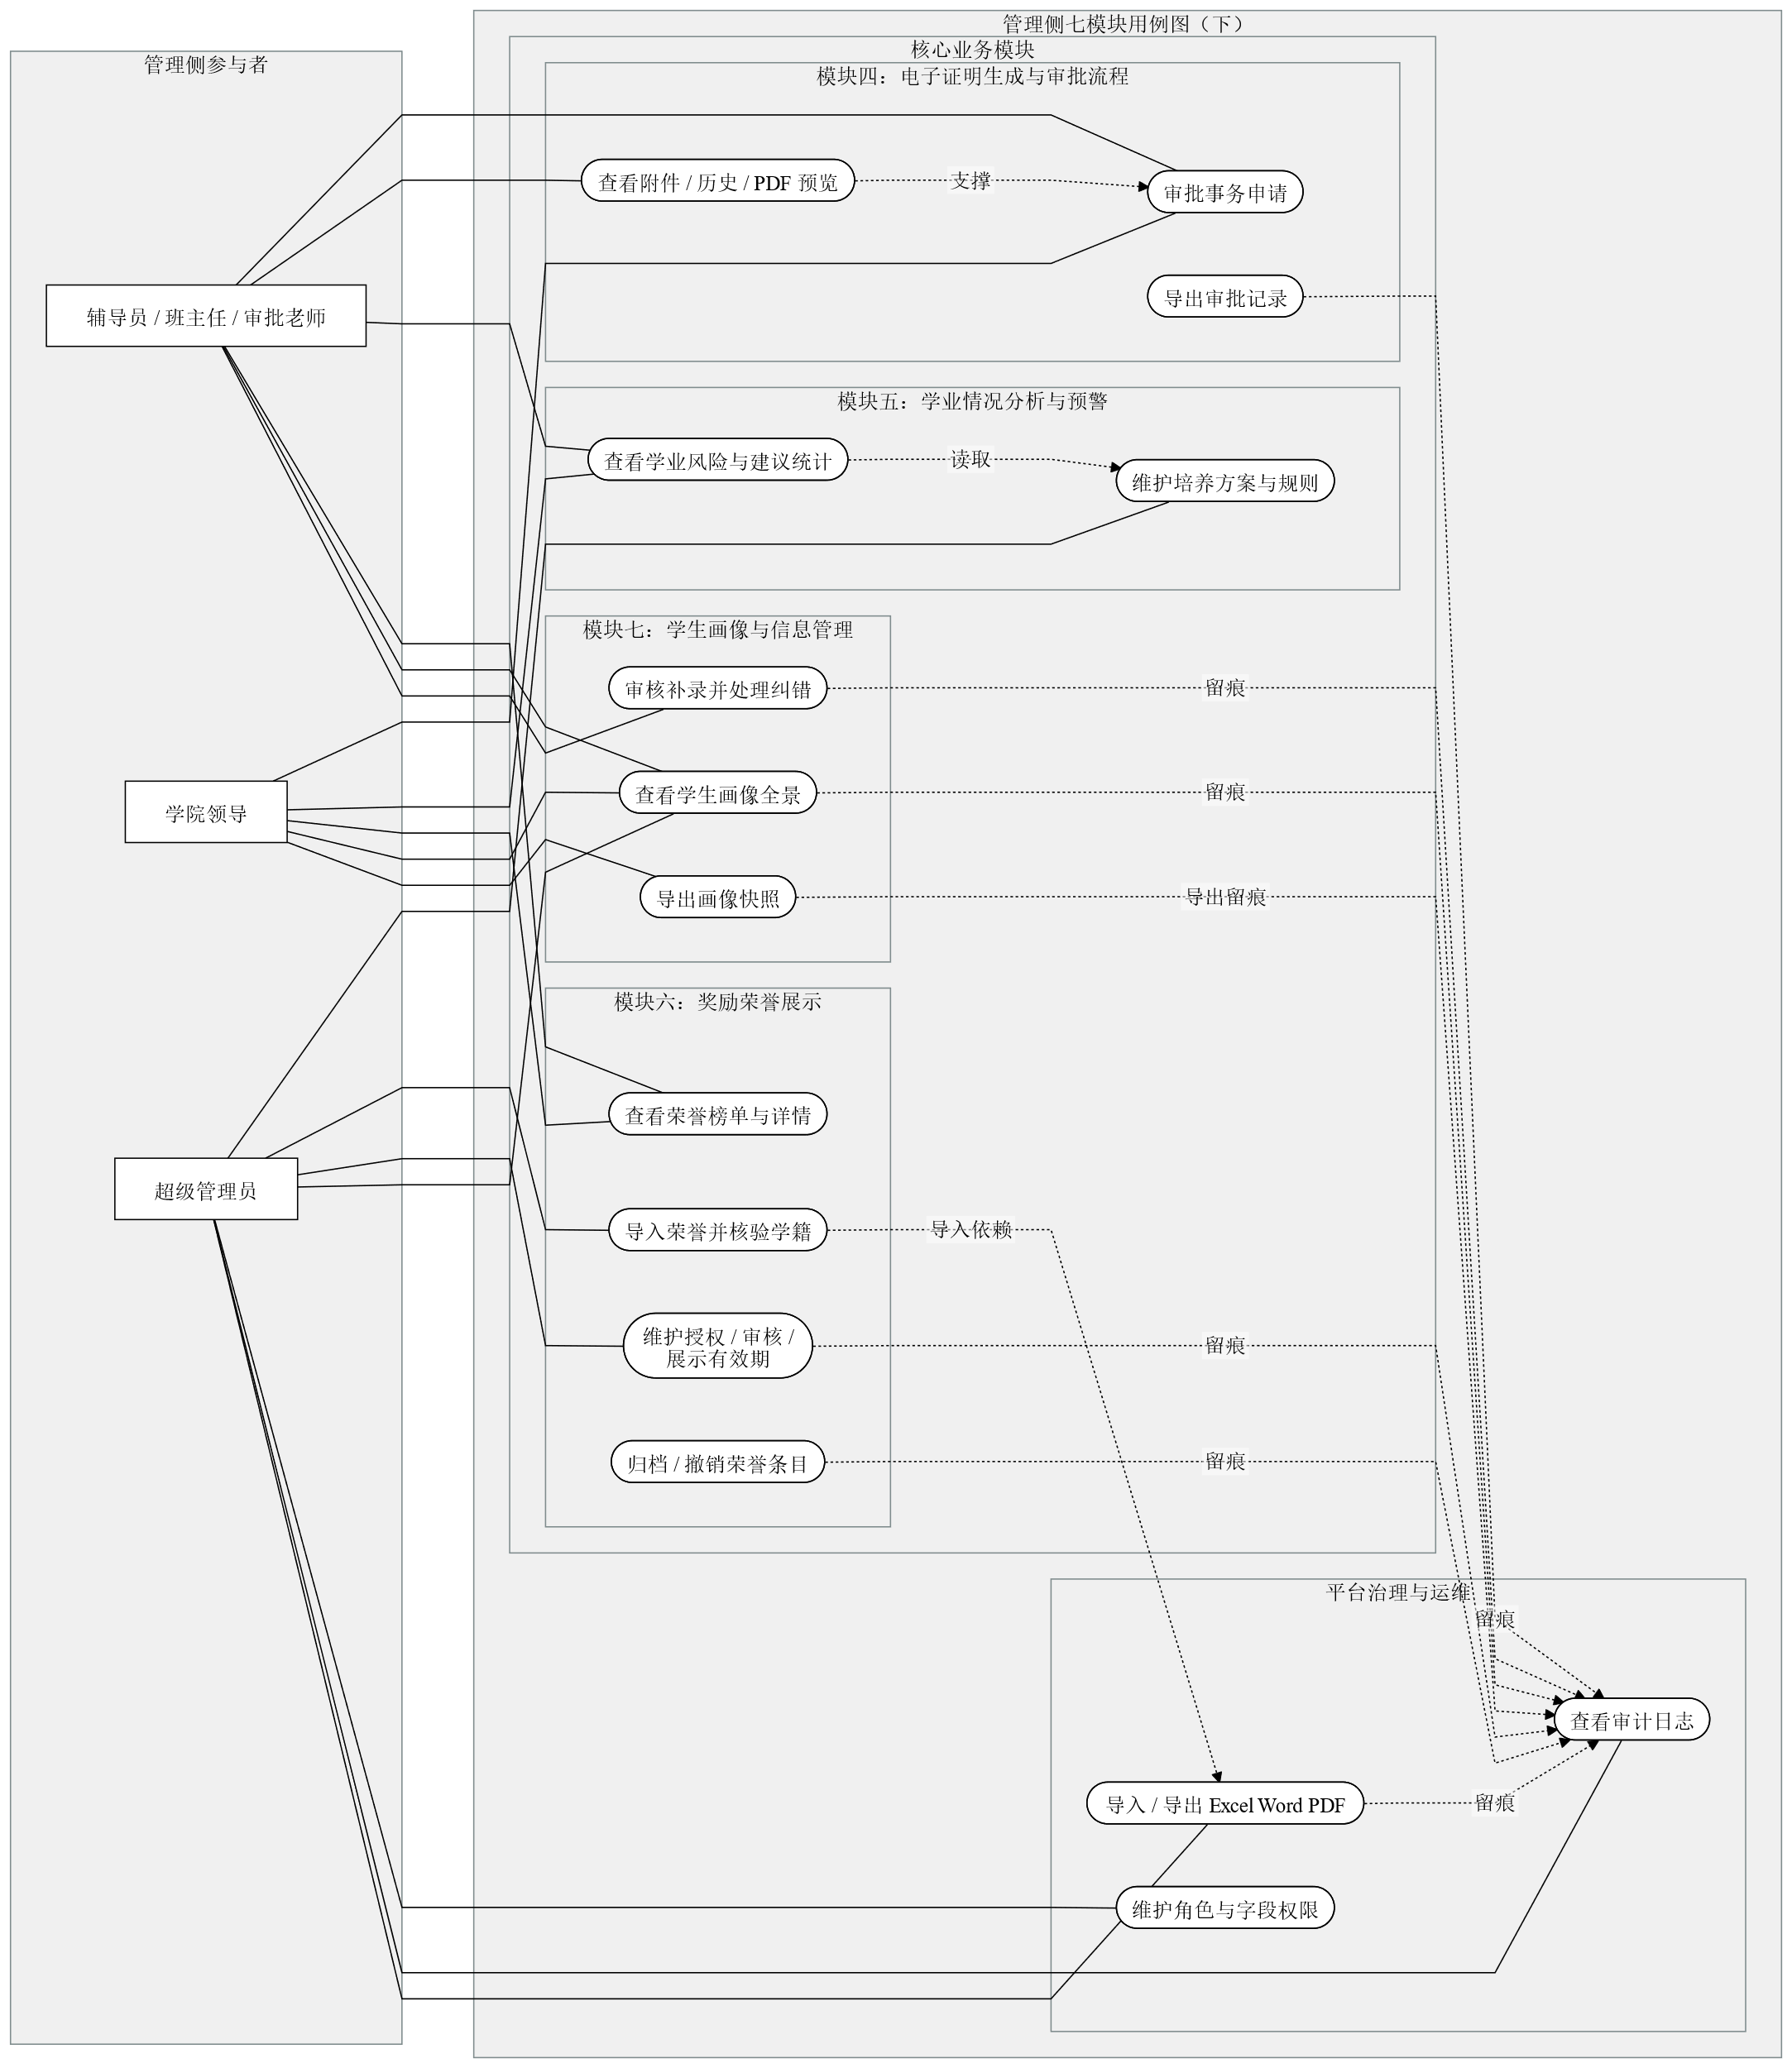 管理侧七模块用例图（下）
核心业务模块
管理侧参与者
模块四：电子证明生成与审批流程
查看附件 / 历史 / PDF 预览
支撑
审批事务申请
导出审批记录
辅导员 / 班主任 / 审批老师
模块五：学业情况分析与预警
查看学业风险与建议统计
读取
维护培养方案与规则
模块七：学生画像与信息管理
审核补录并处理纠错
留痕
查看学生画像全景
留痕
学院领导
导出画像快照
导出留痕
模块六：奖励荣誉展示
查看荣誉榜单与详情
超级管理员
导入荣誉并核验学籍
导入依赖
维护授权 / 审核 /
展示有效期
留痕
归档 / 撤销荣誉条目
留痕
平台治理与运维
留痕
查看审计日志
导入 / 导出 Excel Word PDF
留痕
维护角色与字段权限